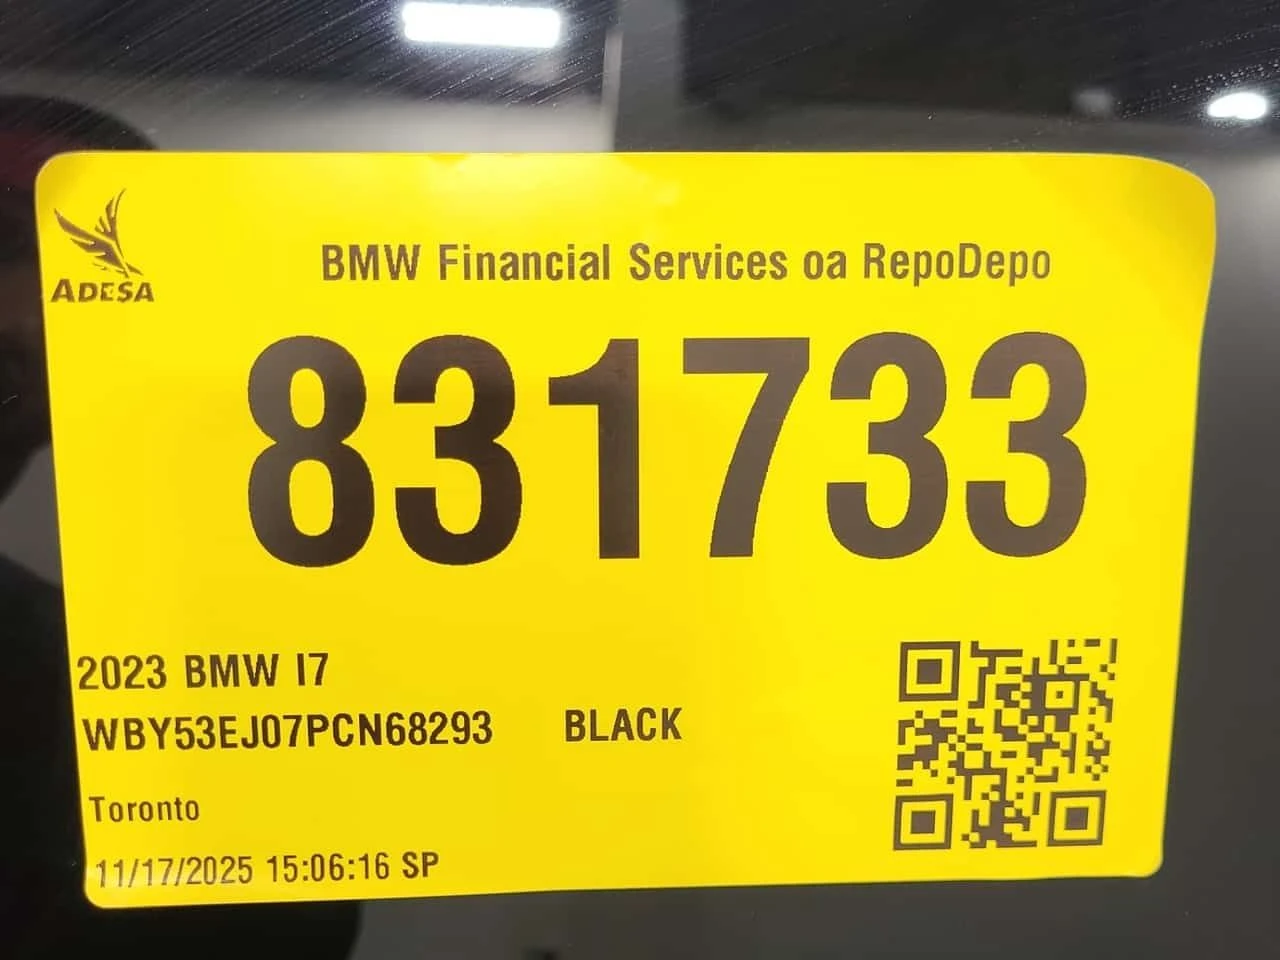 ADESA
BMW Financial Services oa RepoDepo
831733
2023 BMW I7
WBY53EJ07PCN68293 BLACK
Toronto
11/17/2025 15:06:16 SP